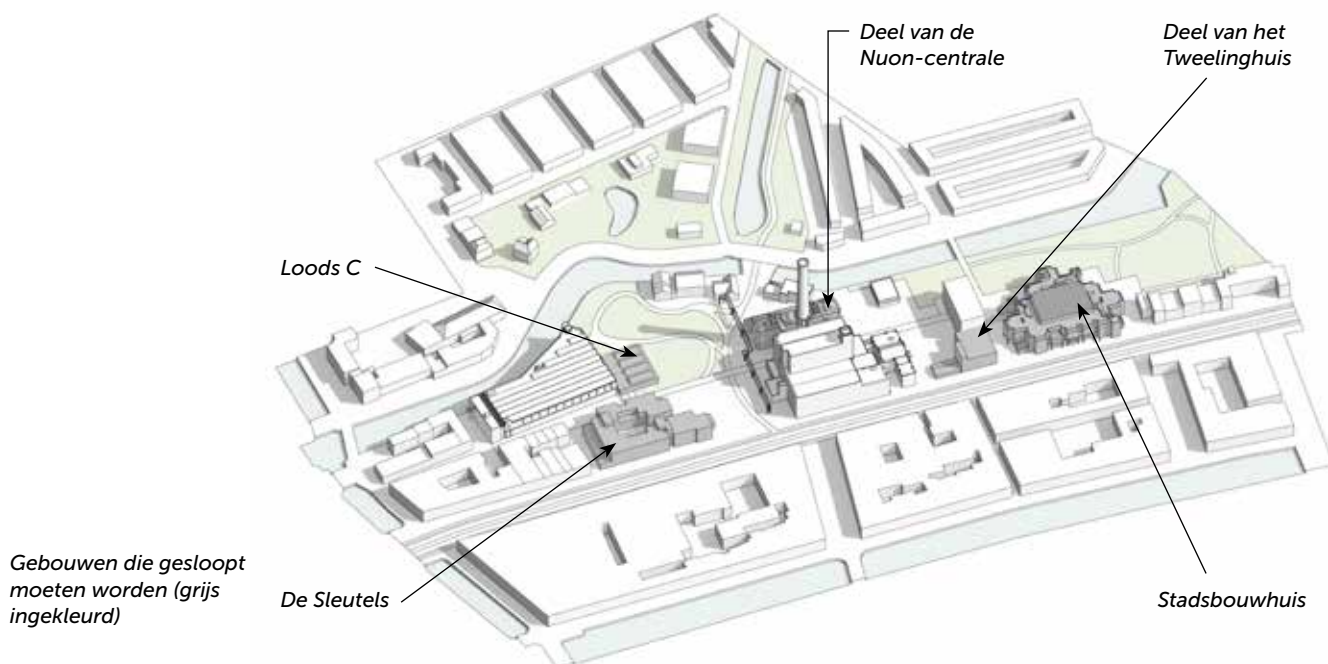 Deel van de
Nuon-centrale
Deel van het
Tweelinghuis
Loods C
Gebouwen die gesloopt
moeten worden (grijs
ingekleurd)
De Sleutels
Stadsbouwhuis